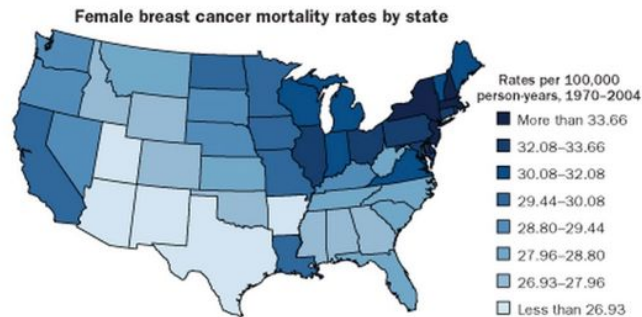 Female breast cancer mortality rates by state
Rates per 100,000
person-years, 1970–2004
More than 33.66
32.08–33.66
30.08–32.08
29.44–30.08
28.80–29.44
27.96–28.80
26.93–27.96
Less than 26.93